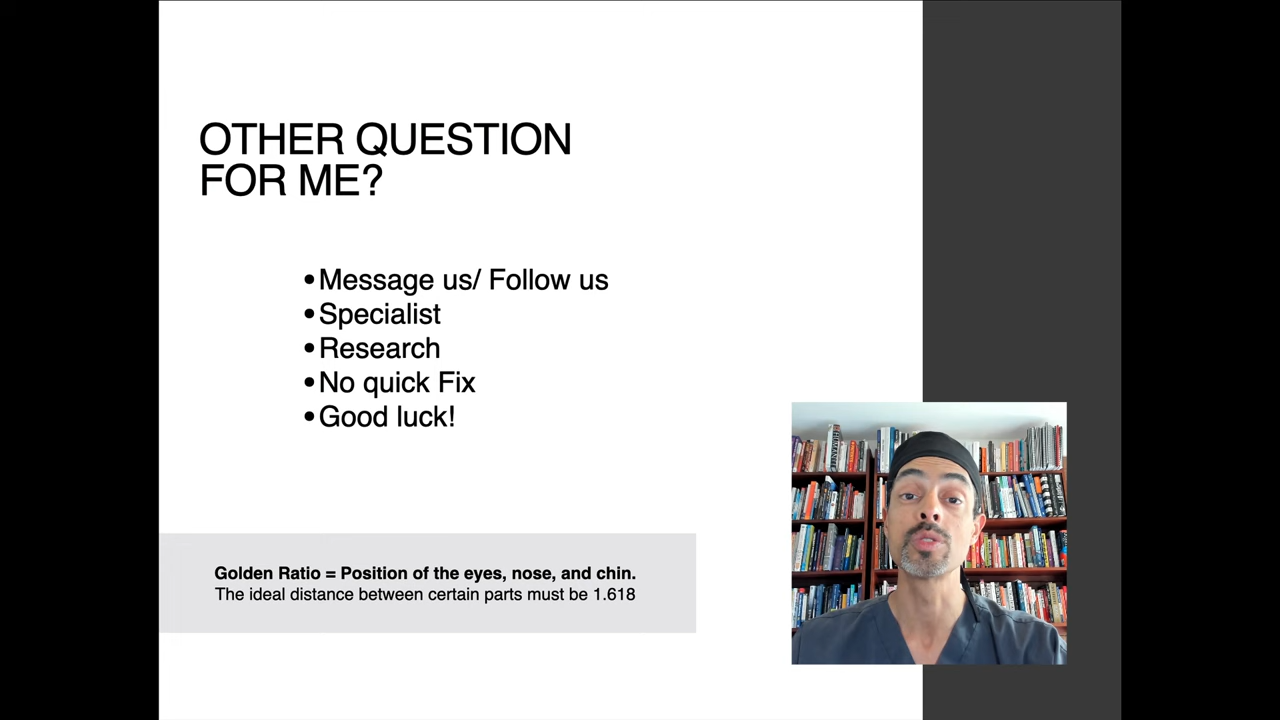 OTHER QUESTION
FOR ME?
•Message us/ Follow us
•Specialist
•Research
•No quick Fix
•Good luck!
Golden Ratio = Position of the eyes, nose, and chin.
The ideal distance between certain parts must be 1.618